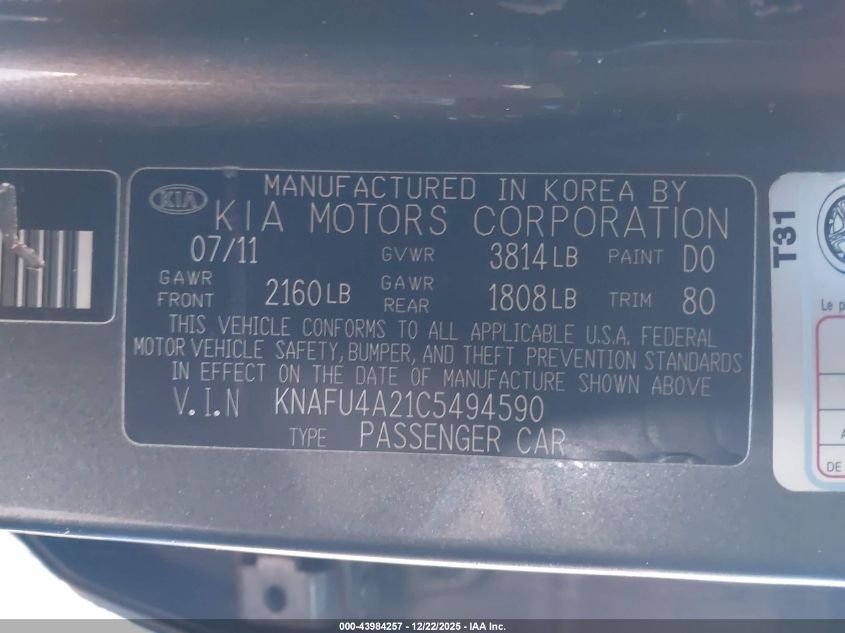 KIA
MANUFACTURED IN KOREA BY
KIA MOTORS CORPORATION
07/11 GVWR 3814LB PAINT D0
GAWR FRONT 2160LB GAWR REAR 1808LB TRIM 80
THIS VEHICLE CONFORMS TO ALL APPLICABLE U.S.A. FEDERAL
MOTOR VEHICLE SAFETY, BUMPER, AND THEFT PREVENTION STANDARDS
IN EFFECT ON THE DATE OF MANUFACTURE SHOWN ABOVE
V.I.N KNAFU4A21C5494590
TYPE PASSENGER CAR
T31
Le p
A
DE
000-43984257 - 12/22/2025 - IAA Inc.